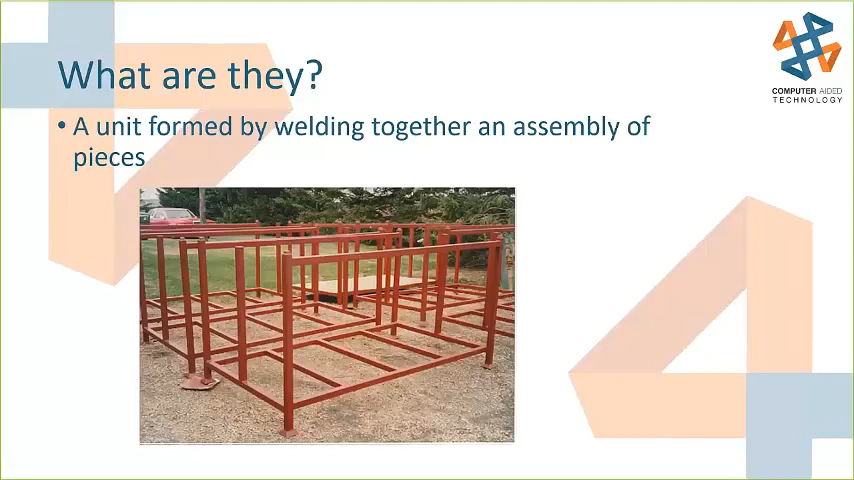 What are they?
• A unit formed by welding together an assembly of
pieces
COMPUTER AIDED
TECHNOLOGY